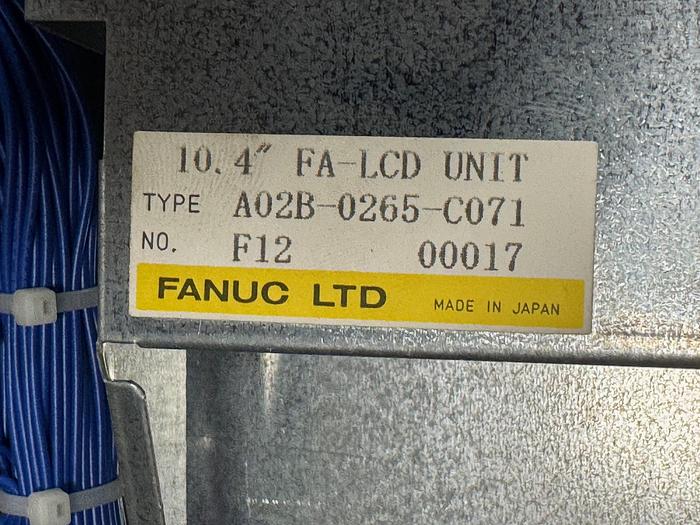 10.4″ FA-LCD UNIT
TYPE A02B-0265-C071
NO. F12 00017
FANUC LTD MADE IN JAPAN